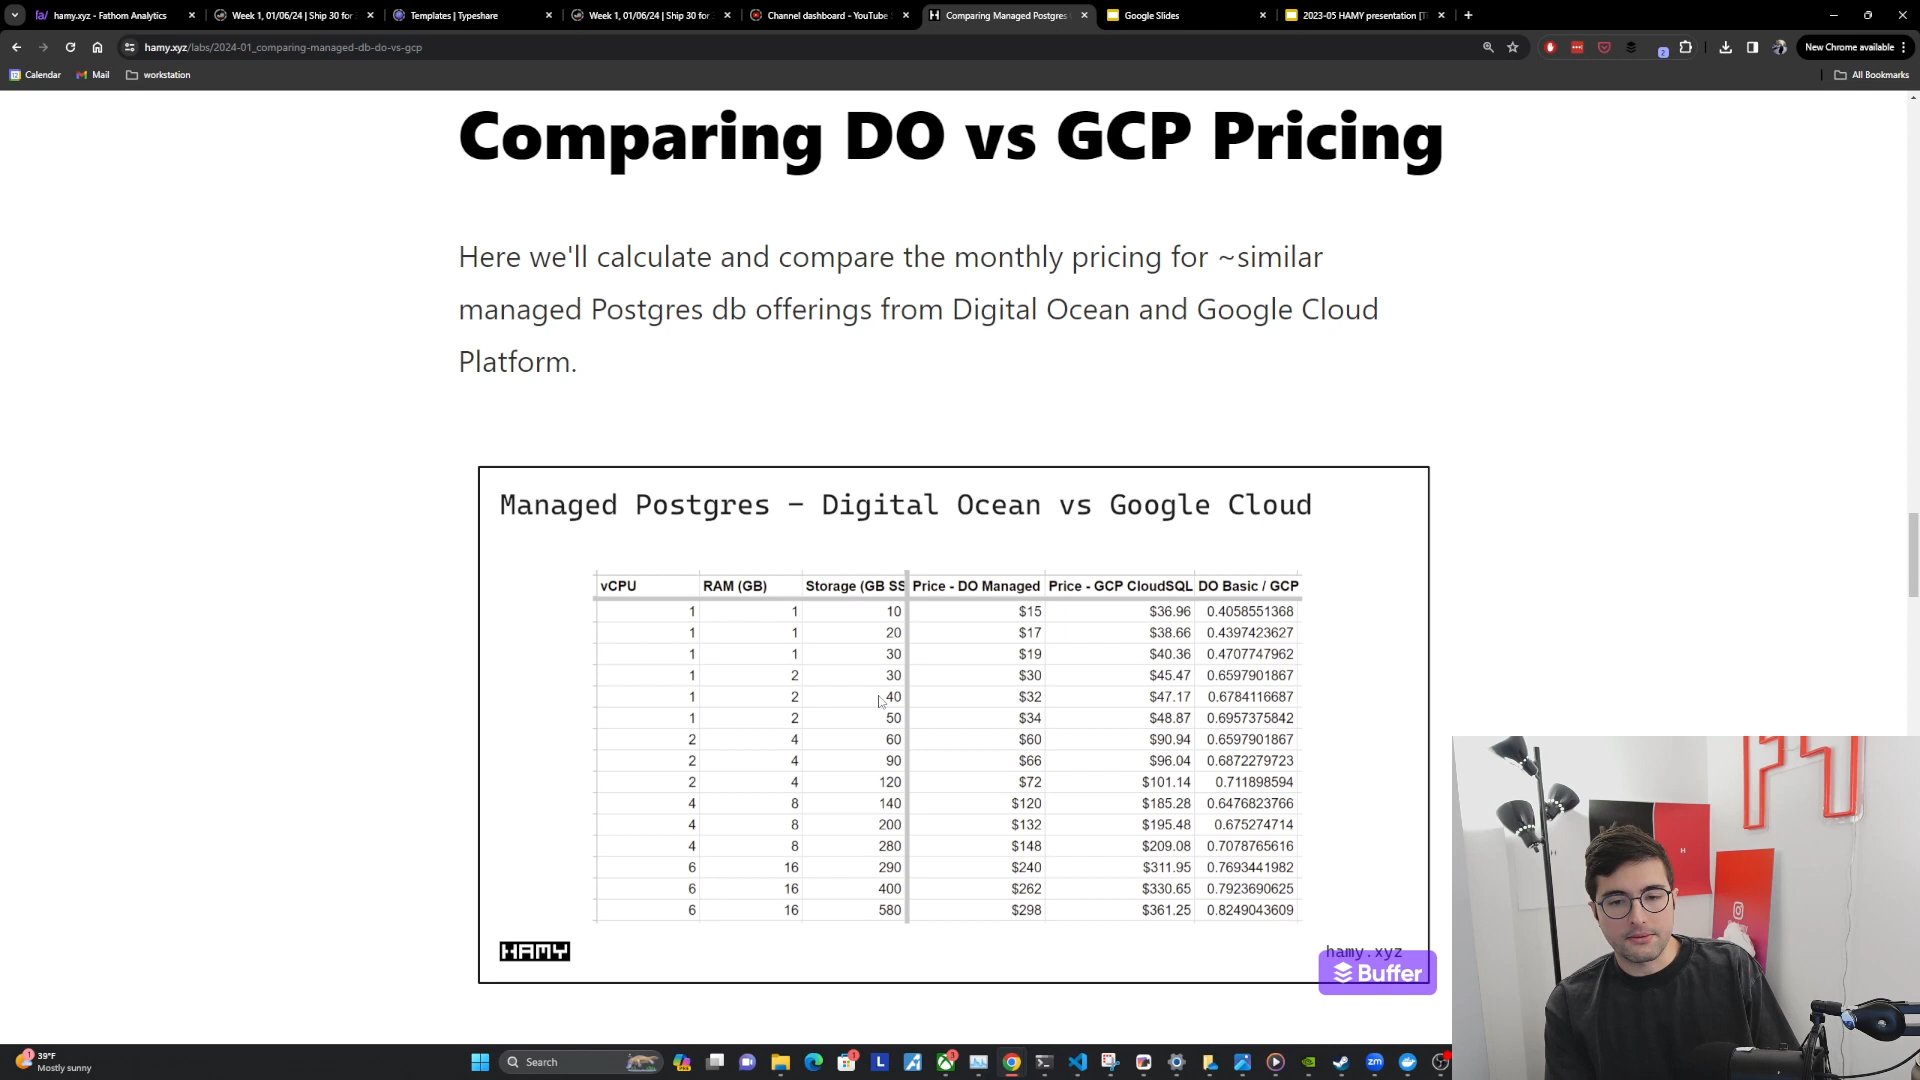 hamy.xyz - Fathom Analytics
Week 1, 01/06/24 | Ship 30 for
Templates | Typeshare
Week 1, 01/06/24 | Ship 30 for
Channel dashboard - YouTube
Comparing Managed Postgres
Google Slides
2023-05 HAMY presentation [T
hamy.xyz/labs/2024-01_comparing-managed-db-do-vs-gcp
2
New Chrome available
Calendar
Mail
workstation
All Bookmarks
Comparing DO vs GCP Pricing
Here we'll calculate and compare the monthly pricing for ~similar
managed Postgres db offerings from Digital Ocean and Google Cloud
Platform.
Managed Postgres – Digital Ocean vs Google Cloud
vCPU RAM (GB) Storage (GB SS Price - DO Managed Price - GCP CloudSQL DO Basic / GCP
1 1 10 $15 $36.96 0.4058551368
1 1 20 $17 $38.66 0.4397423627
1 1 30 $19 $40.36 0.4707747962
1 2 30 $30 $45.47 0.6597901867
1 2 40 $32 $47.17 0.6784116687
1 2 50 $34 $48.87 0.6957375842
2 4 60 $60 $90.94 0.6597901867
2 4 90 $66 $96.04 0.6872279723
2 4 120 $72 $101.14 0.711898594
4 8 140 $120 $185.28 0.6476823766
4 8 200 $132 $195.48 0.675274714
4 8 280 $148 $209.08 0.7078765616
6 16 290 $240 $311.95 0.7693441982
6 16 400 $262 $330.65 0.7923690625
6 16 580 $298 $361.25 0.8249043609
HAMY
hamy.xyz
Buffer
39°F
Mostly sunny
Search